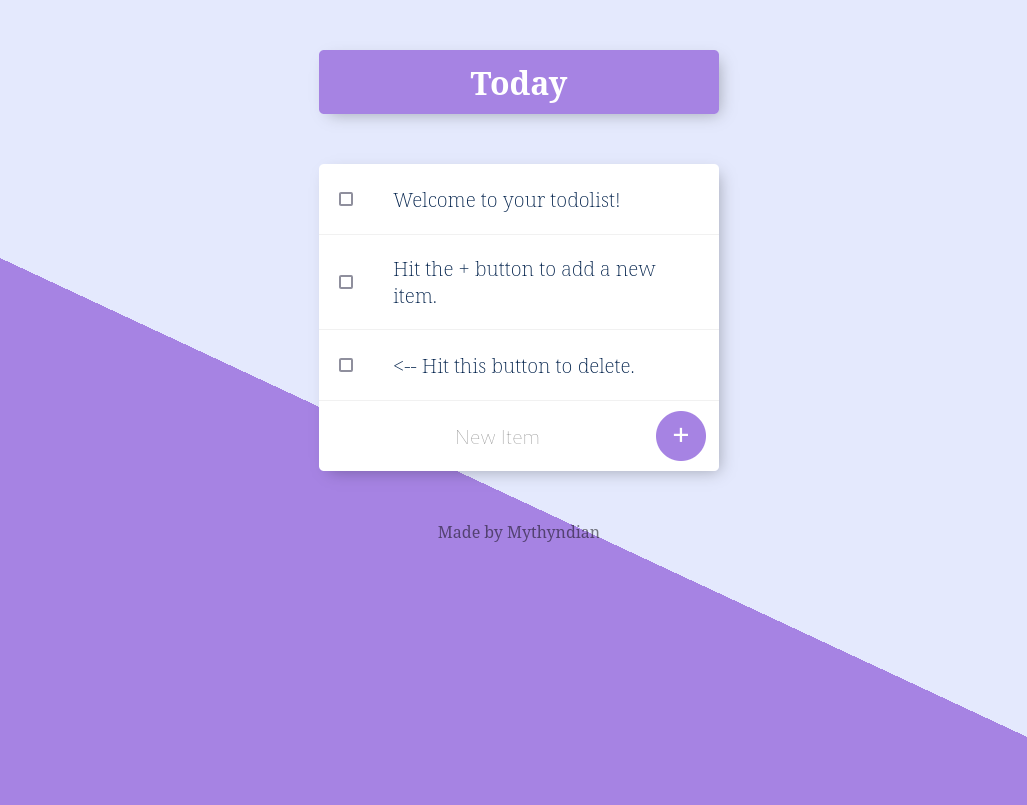 Today
Welcome to your todolist!
Hit the + button to add a new
item.
<-- Hit this button to delete.
New Item
+
Made by Mythyndian